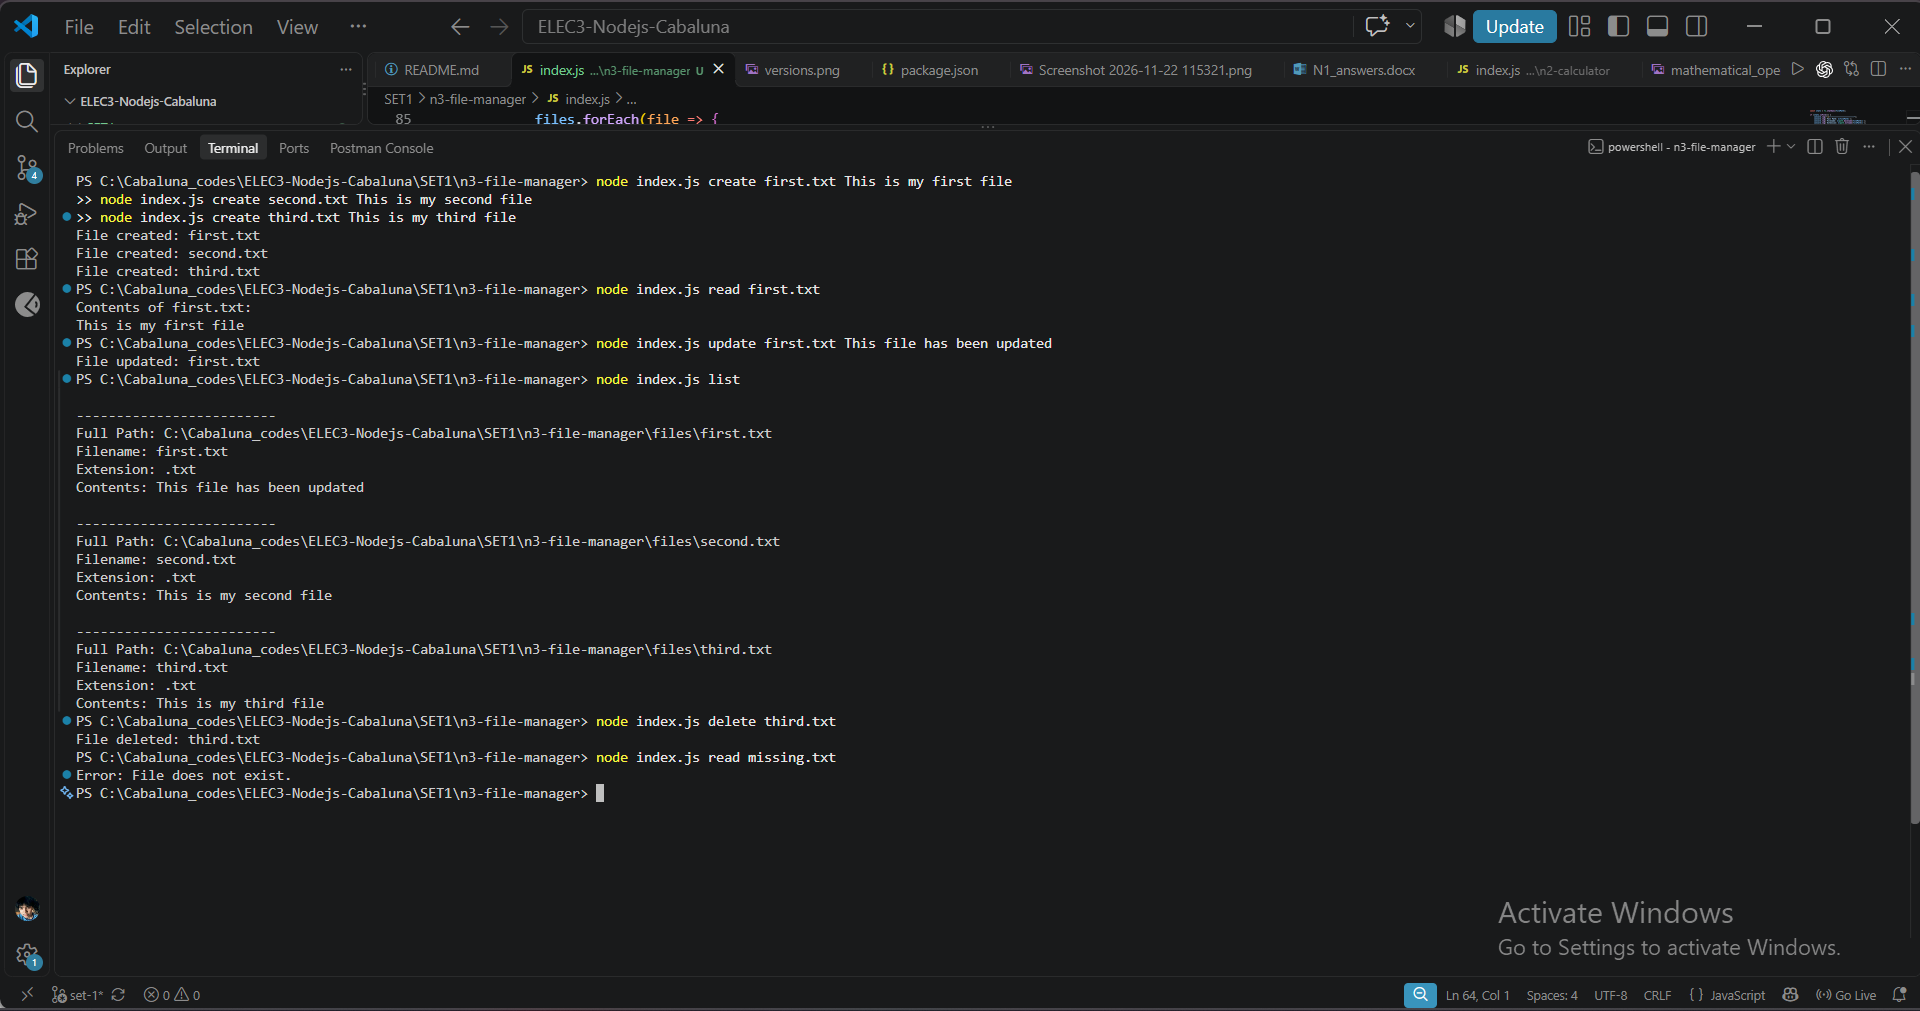 File Edit Selection View ··· ELEC3-Nodejs-Cabaluna Update
Explorer ···
README.md JS index.js ...\n3-file-manager U versions.png {} package.json Screenshot 2026-11-22 115321.png N1_answers.docx JS index.js ...\n2-calculator mathematical_ope
ELEC3-Nodejs-Cabaluna
SET1 > n3-file-manager > JS index.js > ...
85 files.forEach(file => {
Problems Output Terminal Ports Postman Console powershell - n3-file-manager
PS C:\Cabaluna_codes\ELEC3-Nodejs-Cabaluna\SET1\n3-file-manager> node index.js create first.txt This is my first file
>> node index.js create second.txt This is my second file
>> node index.js create third.txt This is my third file
File created: first.txt
File created: second.txt
File created: third.txt
PS C:\Cabaluna_codes\ELEC3-Nodejs-Cabaluna\SET1\n3-file-manager> node index.js read first.txt
Contents of first.txt:
This is my first file
PS C:\Cabaluna_codes\ELEC3-Nodejs-Cabaluna\SET1\n3-file-manager> node index.js update first.txt This file has been updated
File updated: first.txt
PS C:\Cabaluna_codes\ELEC3-Nodejs-Cabaluna\SET1\n3-file-manager> node index.js list
-------------------------
Full Path: C:\Cabaluna_codes\ELEC3-Nodejs-Cabaluna\SET1\n3-file-manager\files\first.txt
Filename: first.txt
Extension: .txt
Contents: This file has been updated
-------------------------
Full Path: C:\Cabaluna_codes\ELEC3-Nodejs-Cabaluna\SET1\n3-file-manager\files\second.txt
Filename: second.txt
Extension: .txt
Contents: This is my second file
-------------------------
Full Path: C:\Cabaluna_codes\ELEC3-Nodejs-Cabaluna\SET1\n3-file-manager\files\third.txt
Filename: third.txt
Extension: .txt
Contents: This is my third file
PS C:\Cabaluna_codes\ELEC3-Nodejs-Cabaluna\SET1\n3-file-manager> node index.js delete third.txt
File deleted: third.txt
PS C:\Cabaluna_codes\ELEC3-Nodejs-Cabaluna\SET1\n3-file-manager> node index.js read missing.txt
Error: File does not exist.
PS C:\Cabaluna_codes\ELEC3-Nodejs-Cabaluna\SET1\n3-file-manager>
4
Activate Windows
Go to Settings to activate Windows.
1
set-1* 0 0 Ln 64, Col 1 Spaces: 4 UTF-8 CRLF {} JavaScript Go Live